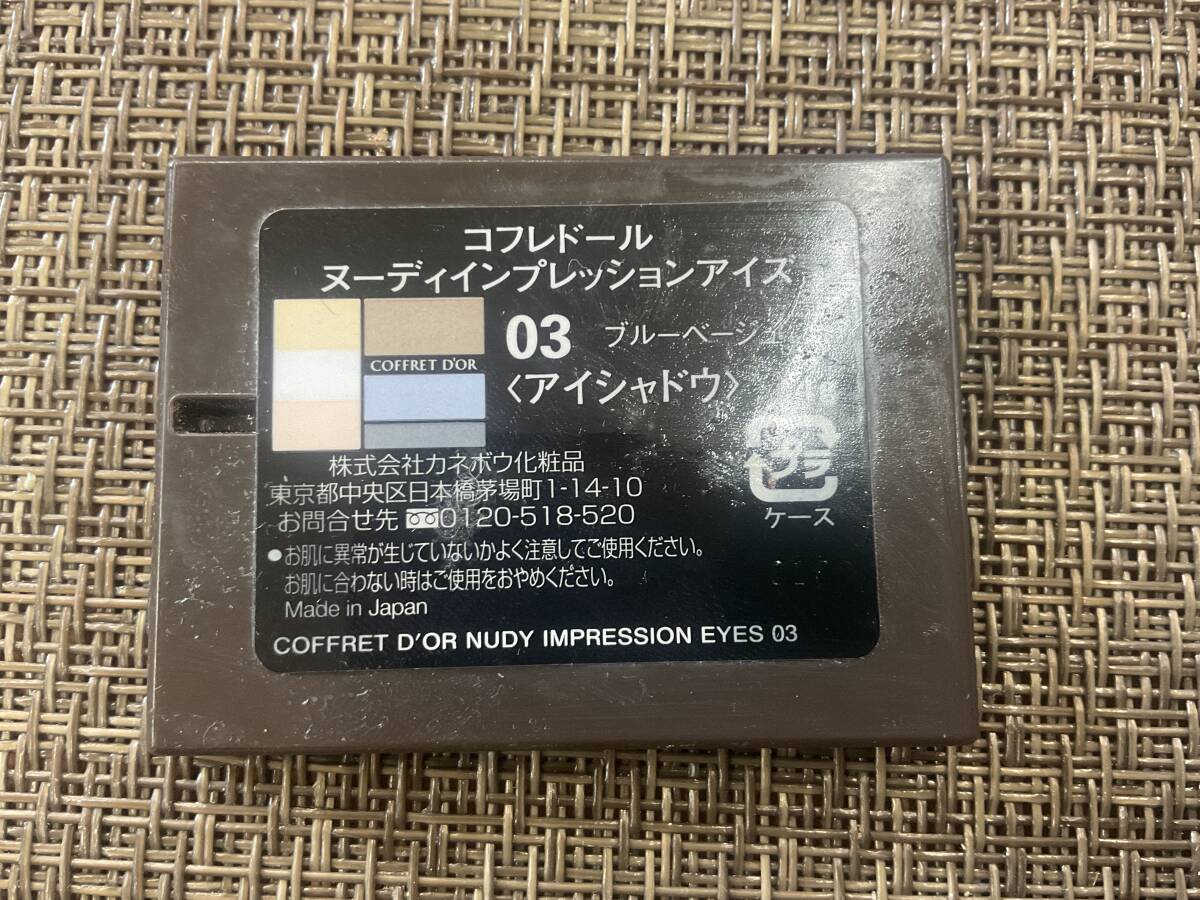 コフレドール
ヌーディインプレッションアイズ
COFFRET D'OR
03 ブルーベージュ
〈アイシャドウ〉
株式会社カネボウ化粧品
東京都中央区日本橋茅場町1-14-10
お問合せ先 0120-518-520
プラ
ケース
●お肌に異常が生じていないかよく注意してご使用ください。
お肌に合わない時はご使用をおやめください。
Made in Japan
COFFRET D'OR NUDY IMPRESSION EYES 03